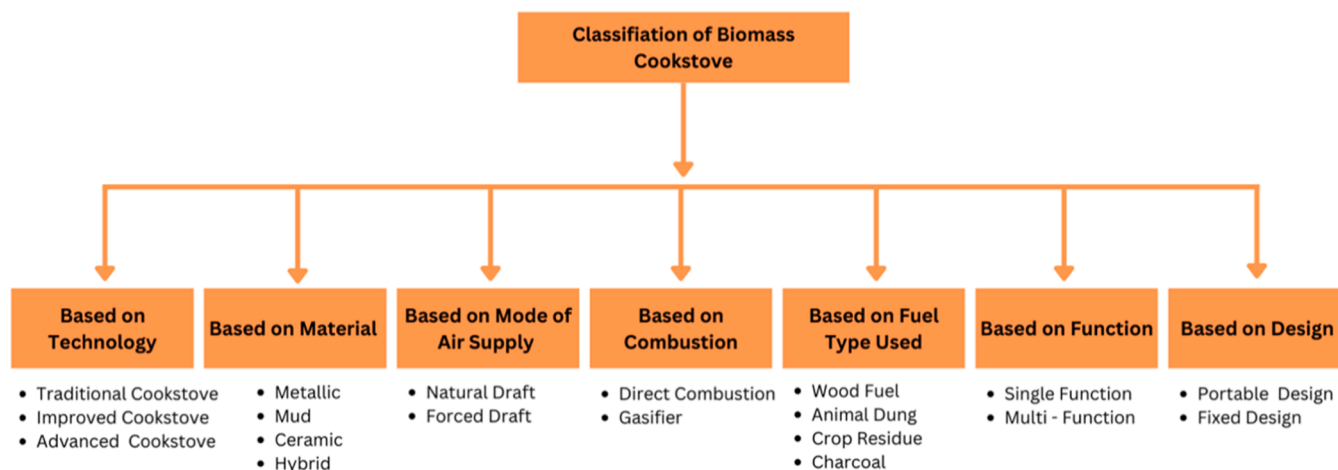 Classifiation of Biomass
Cookstove
Based on
Technology
Based on Material
Based on Mode of
Air Supply
Based on
Combustion
Based on Fuel
Type Used
Based on Function
Based on Design
• Traditional Cookstove
• Improved Cookstove
• Advanced Cookstove
• Metallic
• Mud
• Ceramic
• Hybrid
• Natural Draft
• Forced Draft
• Direct Combustion
• Gasifier
• Wood Fuel
• Animal Dung
• Crop Residue
• Charcoal
• Single Function
• Multi - Function
• Portable Design
• Fixed Design